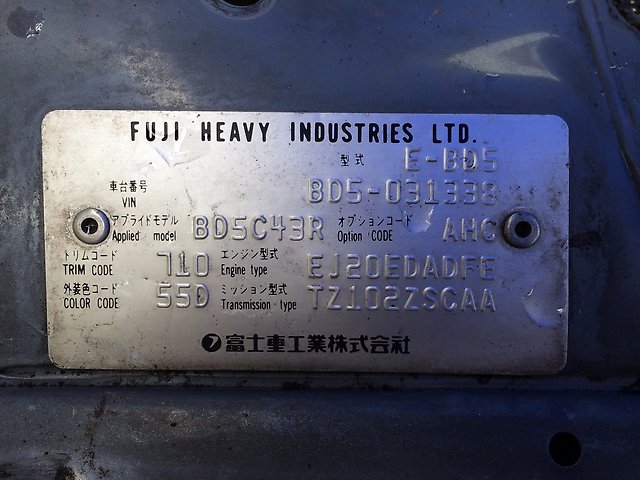 FUJI HEAVY INDUSTRIES LTD.
型式 E-BD5
車台番号 VIN BD5-031338
アプライドモデル Applied model BD5C43R オプションコード Option CODE AHC
トリムコード TRIM CODE 710 エンジン型式 Engine type EJ20EDADFE
外装色コード COLOR CODE 550 ミッション型式 Transmission type TZ102ZSCAA
富士重工業株式会社